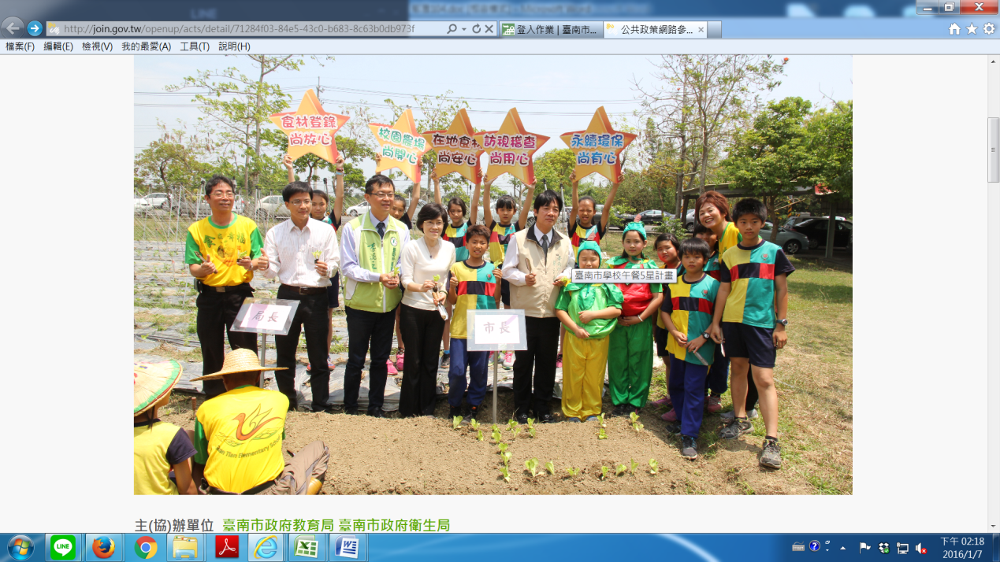 LINE
http://join.gov.tw/openup/acts/detail/71284f03-84e5-43c0-b683-8c63b0db973f
登入作業 | 臺南市...
公共政策網路參...
檔案(F) 編輯(E) 檢視(V) 我的最愛(A) 工具(T) 說明(H)
食材登錄
尚放心
校園農場
尚開心
在地食材
尚安心
訪視稽查
尚用心
永續環保
尚有心
臺南市學校午餐5星計畫
局長
市長
Tian Elementary School
主(協)辦單位 臺南市政府教育局 臺南市政府衛生局
LINE
下午 02:18
2016/1/7